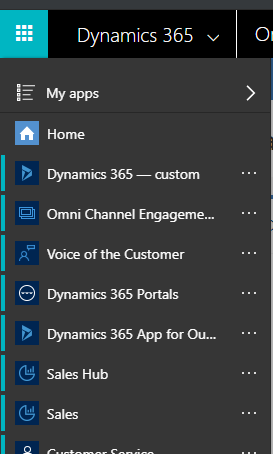 Dynamics 365
My apps
Home
Dynamics 365 — custom
Omni Channel Engageme...
Voice of the Customer
Dynamics 365 Portals
Dynamics 365 App for Ou...
Sales Hub
Sales
Customer Service